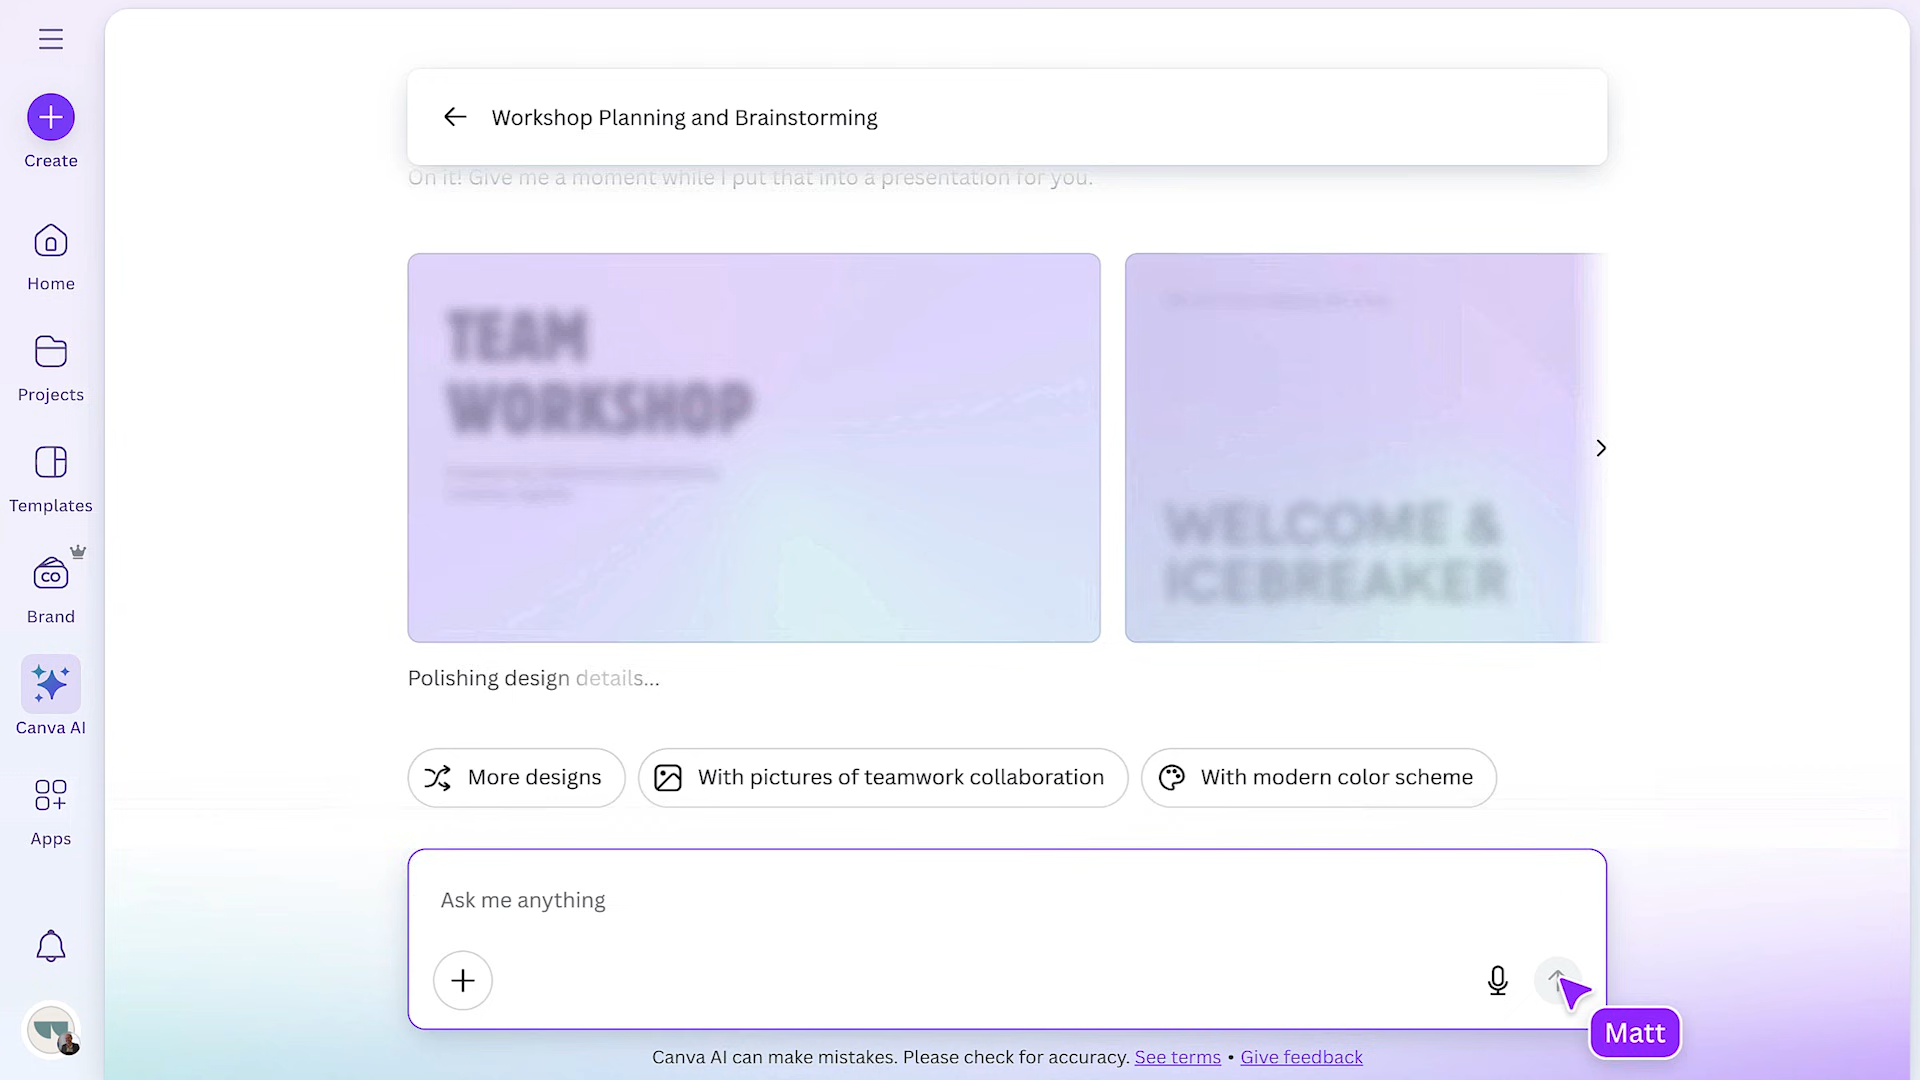 Workshop Planning and Brainstorming
On it! Give me a moment while I put that into a presentation for you.
Create
Home
Projects
Templates
CO
Brand
Canva AI
Apps
TEAM
WORKSHOP
WELCOME &
ICEBREAKER
Polishing design details...
More designs
With pictures of teamwork collaboration
With modern color scheme
Ask me anything
Matt
Canva AI can make mistakes. Please check for accuracy. See terms • Give feedback